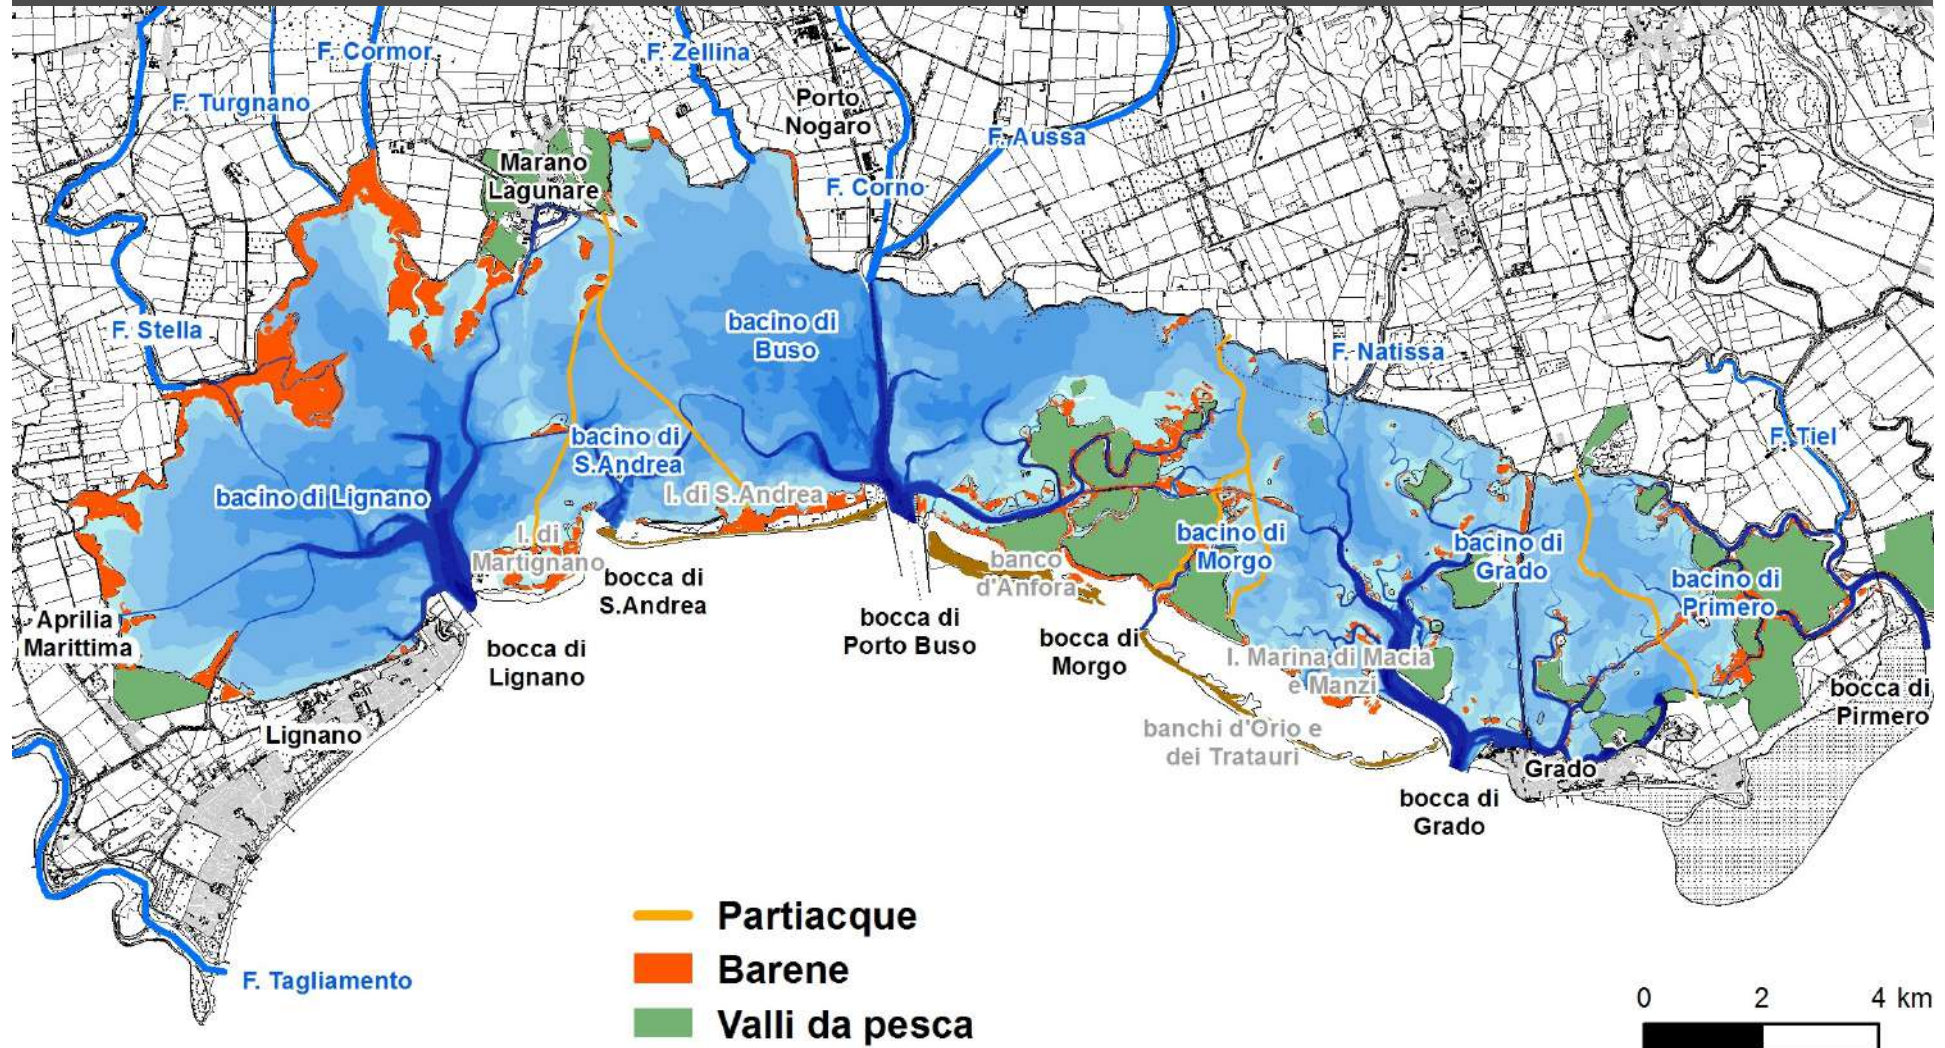 F. Cormor
F. Zellina
F. Turgnano
Porto
Nogaro
F. Aussa
Marano
Lagunare
F. Corno
F. Stella
bacino di
Buso
F. Natissa
bacino di
S.Andrea
F. Tiel
bacino di Lignano
I. di S.Andrea
I. di
Martignano
bacino di
Morgo
bacino di
Grado
banco
d'Anfora
bacino di
Primero
bocca di
S.Andrea
Aprilia
Marittima
bocca di
Porto Buso
bocca di
Lignano
bocca di
Morgo
I. Marina di Macia
e Manzi
bocca di
Pirmero
Lignano
banchi d'Orio e
dei Tratauri
Grado
bocca di
Grado
F. Tagliamento
Partiacque
Barene
Valli da pesca
0 2 4 km